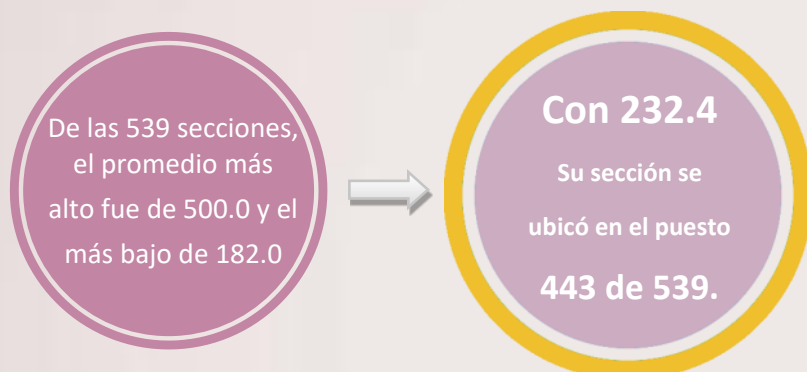 De las 539 secciones,
el promedio más
alto fue de 500.0 y el
más bajo de 182.0
Con 232.4
Su sección se
ubicó en el puesto
443 de 539.